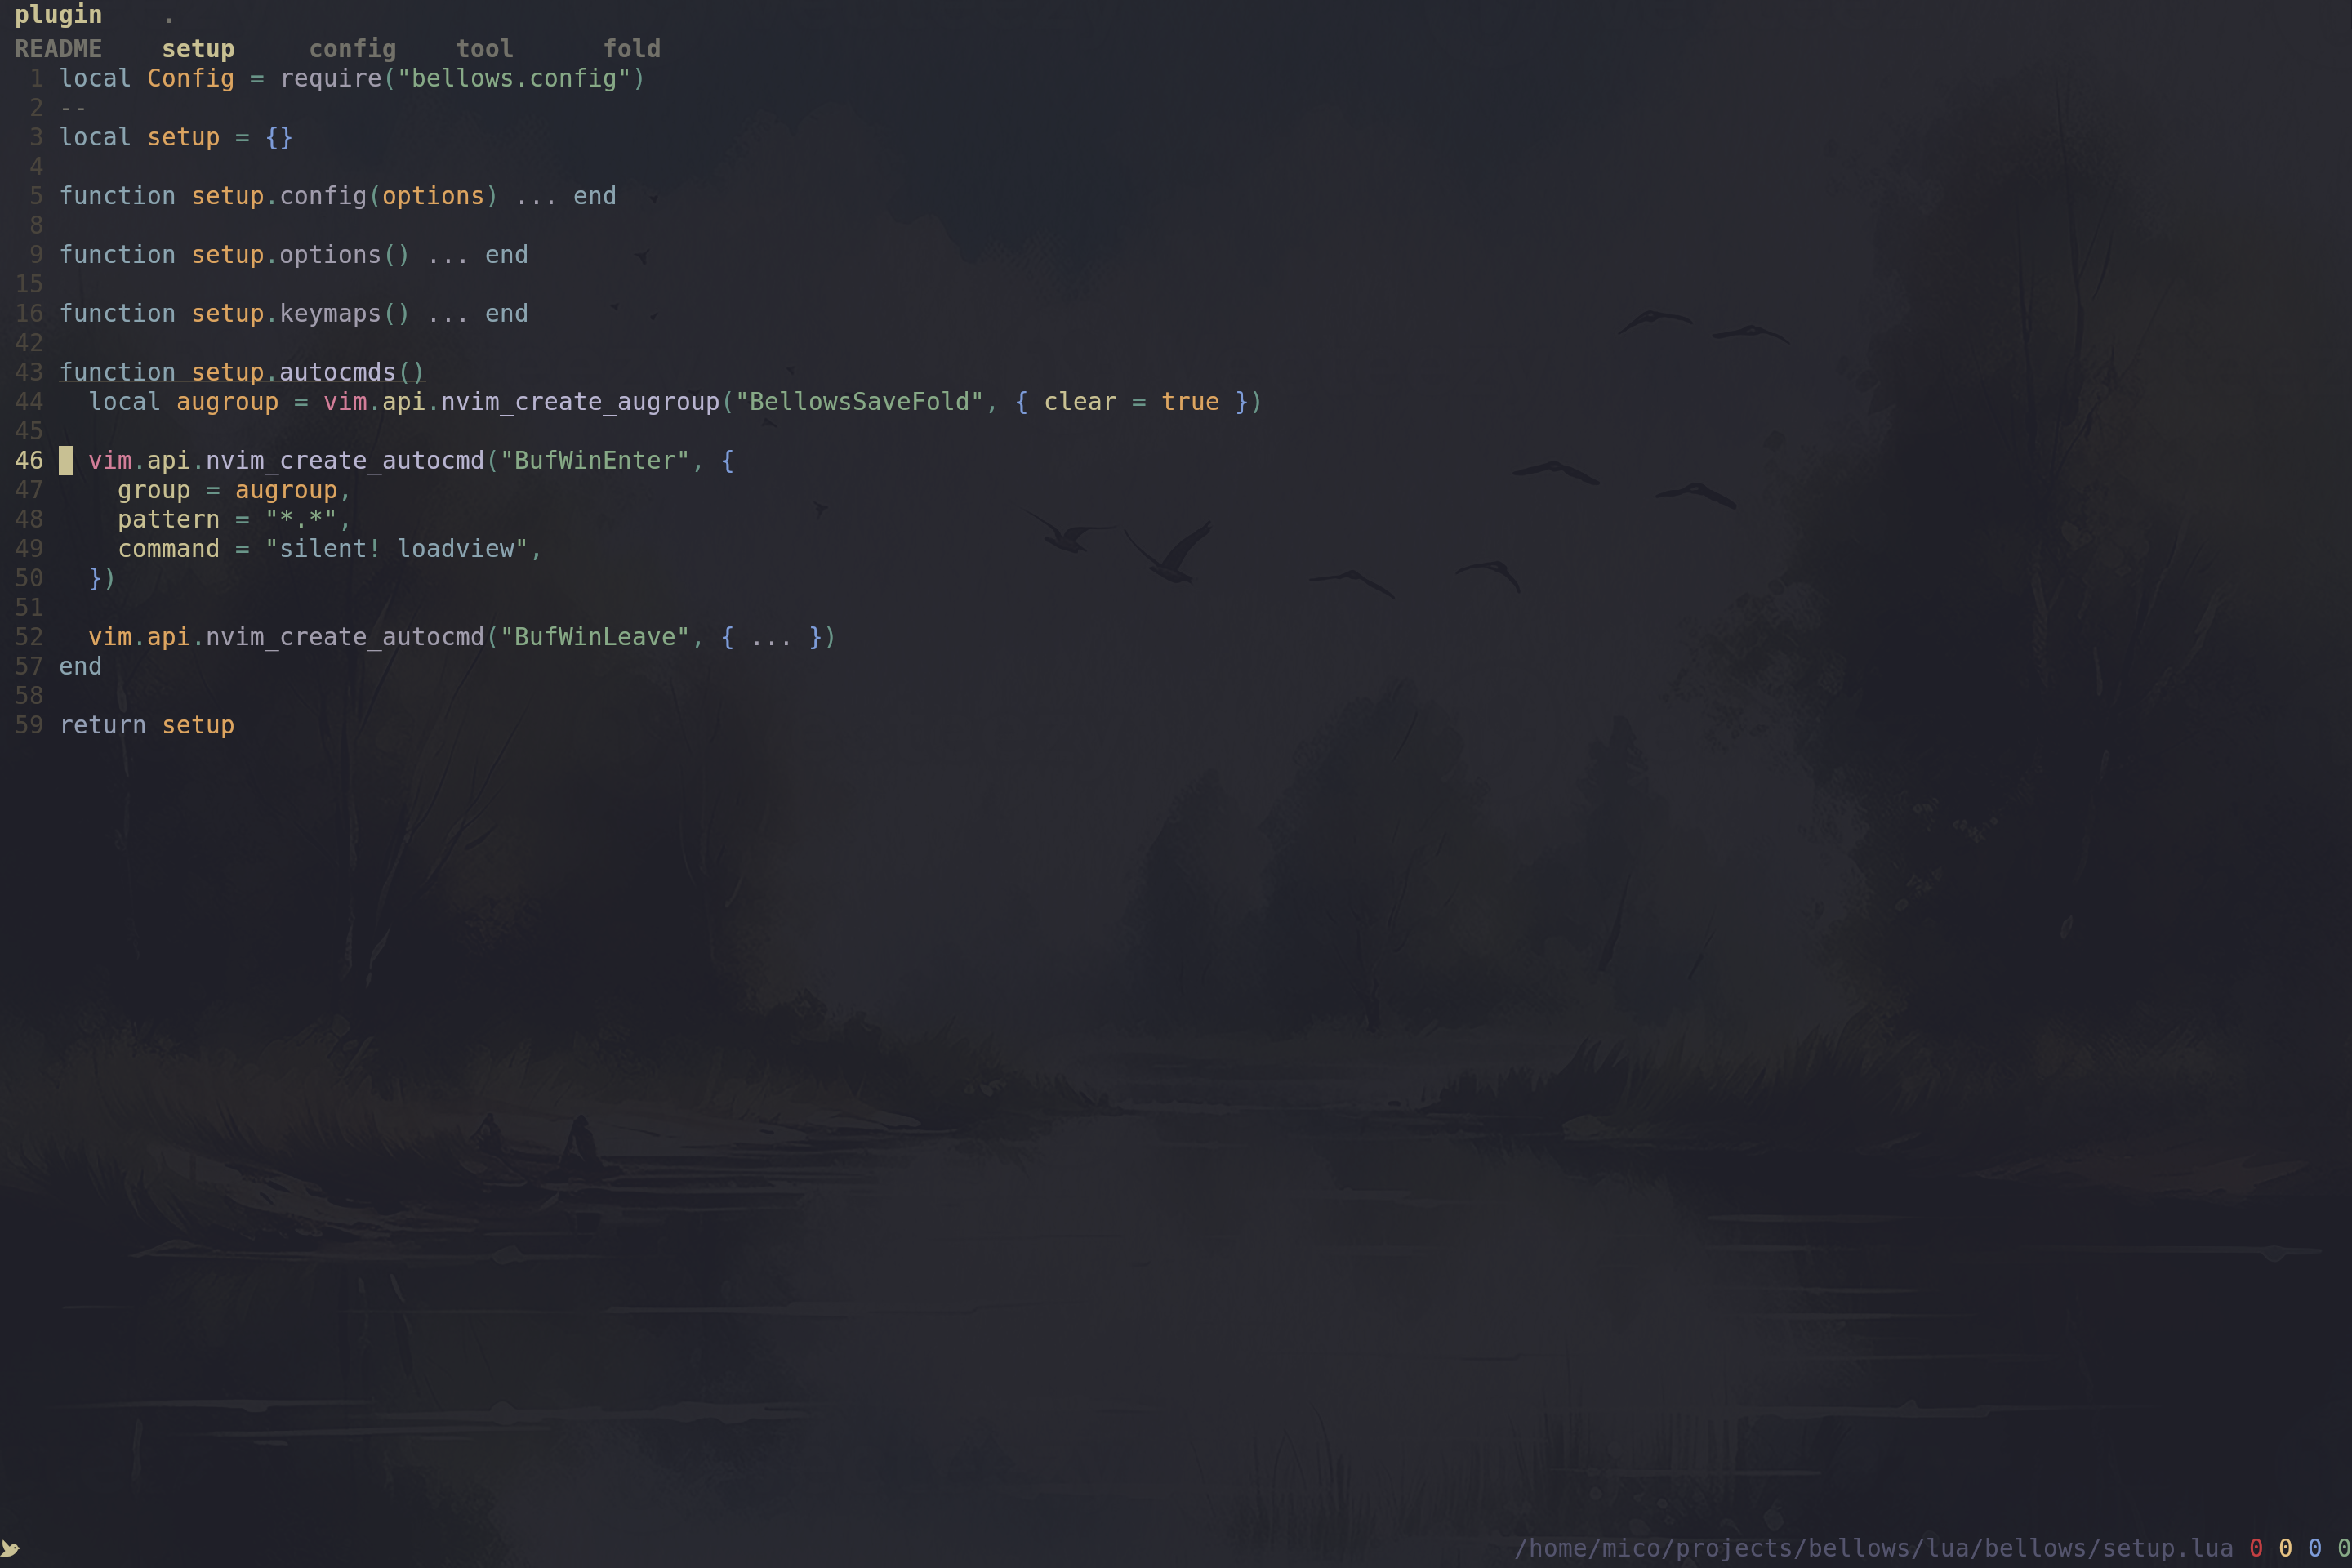 plugin .
README setup config tool fold
1 local Config = require("bellows.config")
2 --
3 local setup = {}
4
5 function setup.config(options) ... end
8
9 function setup.options() ... end
15
16 function setup.keymaps() ... end
42
43 function setup.autocmds()
44   local augroup = vim.api.nvim_create_augroup("BellowsSaveFold", { clear = true })
45
46   vim.api.nvim_create_autocmd("BufWinEnter", {
47     group = augroup,
48     pattern = "*.*",
49     command = "silent! loadview",
50   })
51
52   vim.api.nvim_create_autocmd("BufWinLeave", { ... })
57 end
58
59 return setup
/home/mico/projects/bellows/lua/bellows/setup.lua 0 0 0 0